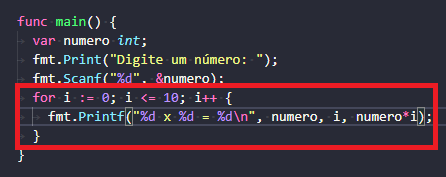 func main() {
var numero int;
fmt.Print("Digite um número: ");
fmt.Scanf("%d", &numero);
for i := 0; i <= 10; i++ {
fmt.Printf("%d x %d = %d\n", numero, i, numero*i);
}
}